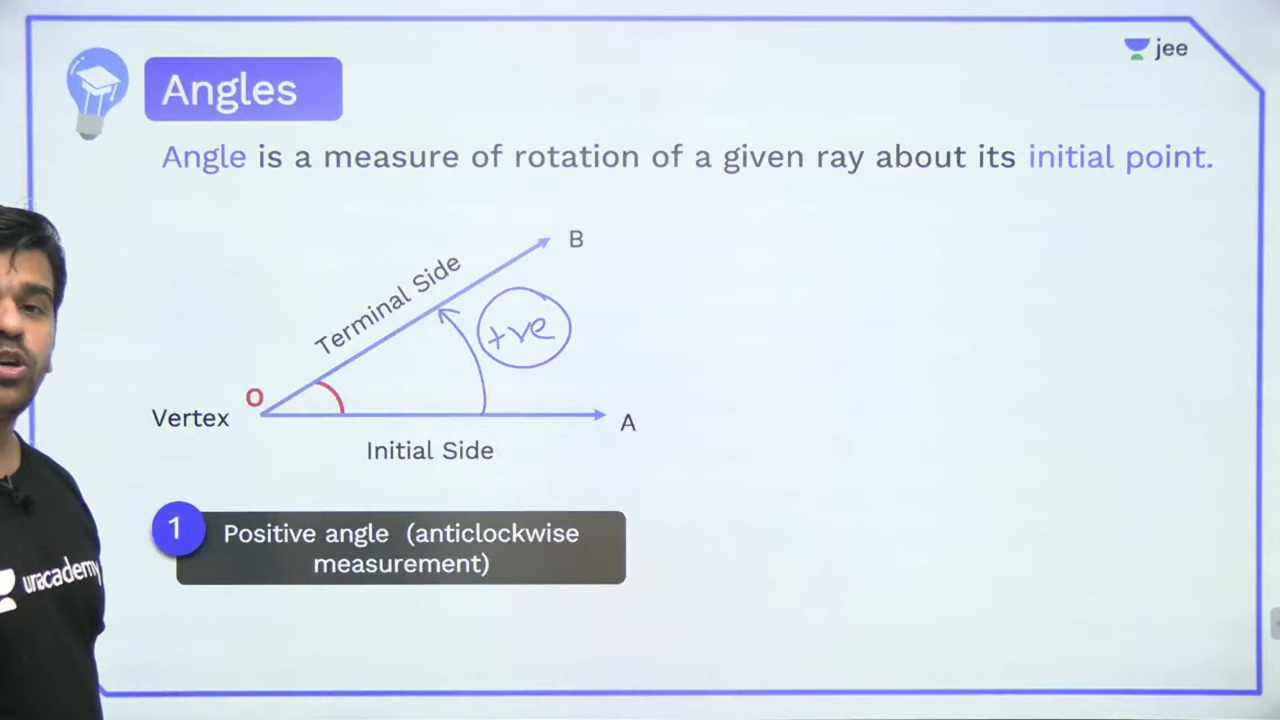 jee
Angles
Angle is a measure of rotation of a given ray about its initial point.
B
Terminal Side
+ve
O
Vertex
A
Initial Side
1
Positive angle (anticlockwise
measurement)
unacademy